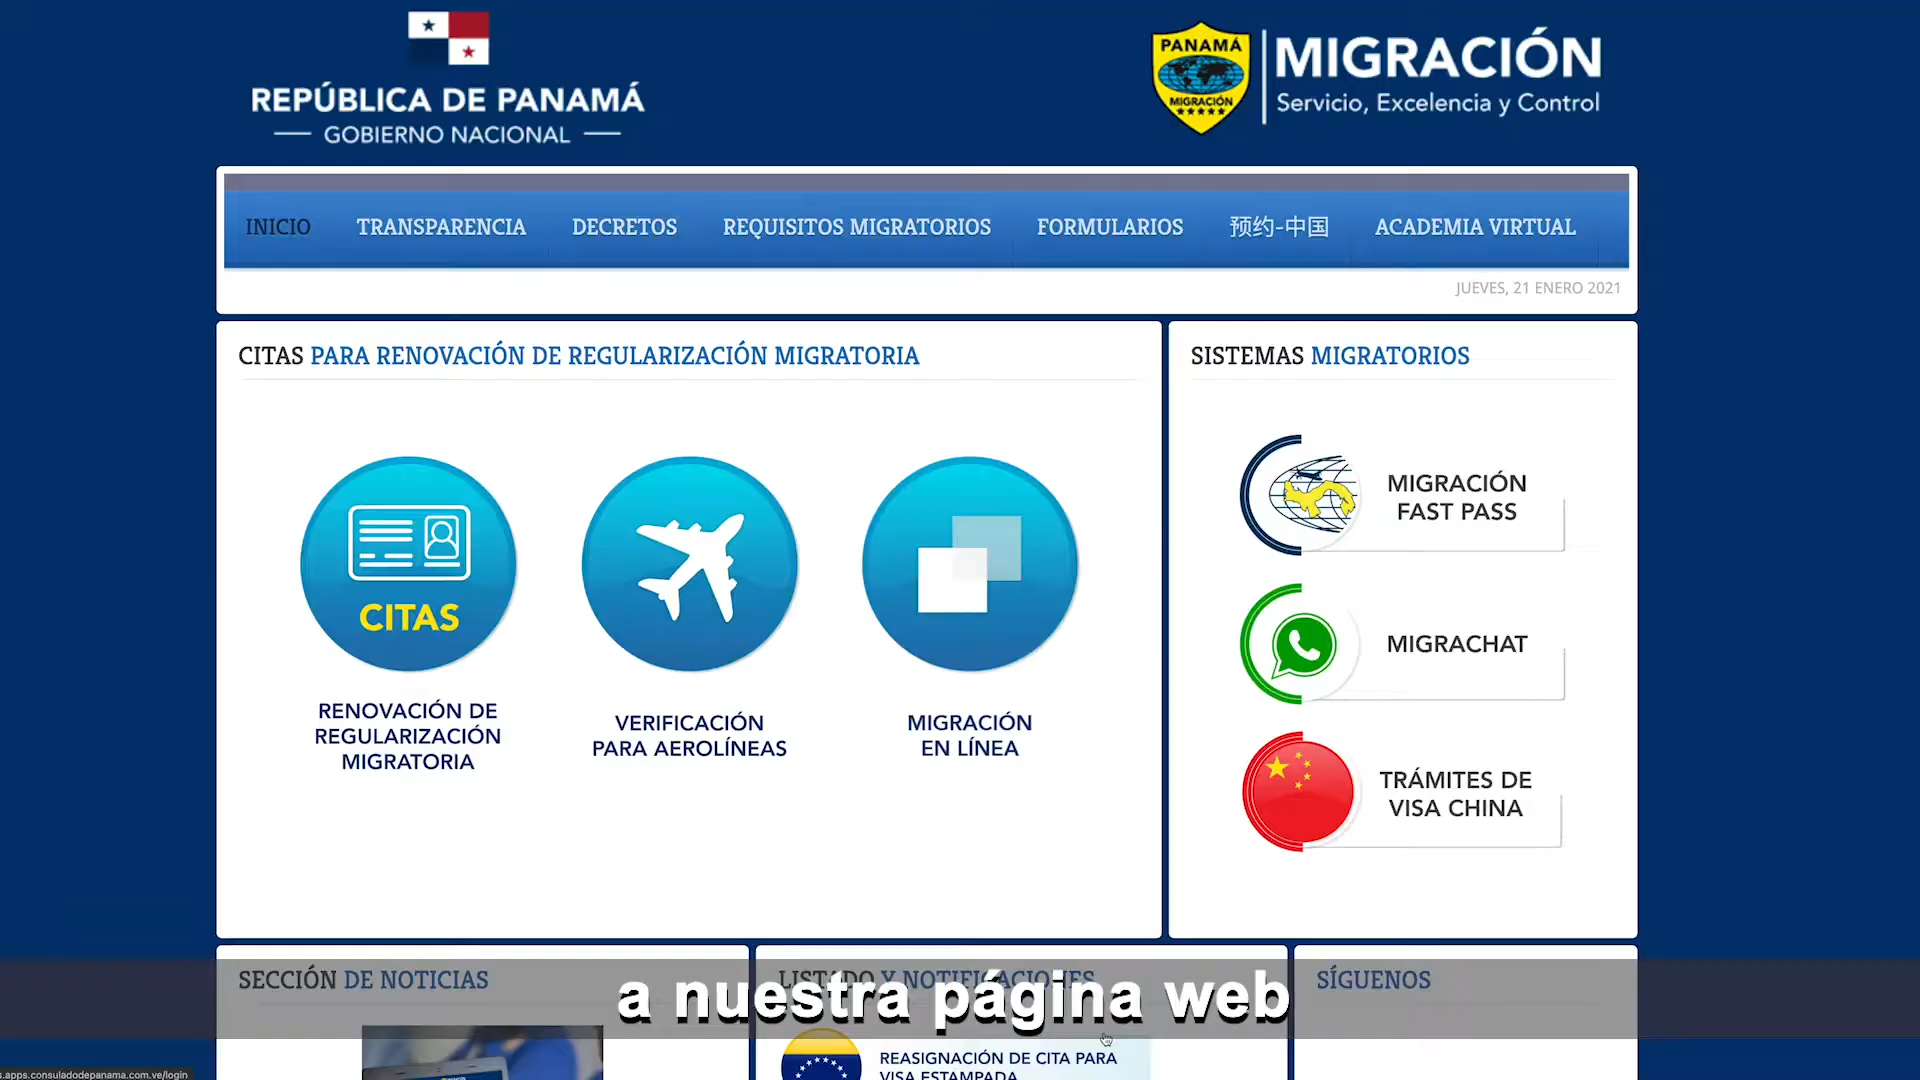 REPÚBLICA DE PANAMÁ
GOBIERNO NACIONAL
PANAMÁ
MIGRACIÓN
MIGRACIÓN
Servicio, Excelencia y Control
INICIO TRANSPARENCIA DECRETOS REQUISITOS MIGRATORIOS FORMULARIOS 预约-中国 ACADEMIA VIRTUAL
JUEVES, 21 ENERO 2021
CITAS PARA RENOVACIÓN DE REGULARIZACIÓN MIGRATORIA
CITAS
RENOVACIÓN DE
REGULARIZACIÓN
MIGRATORIA
VERIFICACIÓN
PARA AEROLÍNEAS
MIGRACIÓN
EN LÍNEA
SISTEMAS MIGRATORIOS
MIGRACIÓN
FAST PASS
MIGRACHAT
TRÁMITES DE
VISA CHINA
SECCIÓN DE NOTICIAS
LISTADO Y NOTIFICACIONES
SÍGUENOS
a nuestra página web
REASIGNACIÓN DE CITA PARA
VISA ESTAMPADA
s.apps.consuladodepanama.com.ve/login